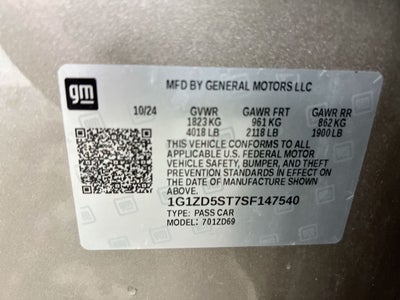 gm
MFD BY GENERAL MOTORS LLC
10/24 GVWR GAWR FRT GAWR RR
1823 KG 961 KG 862 KG
4018 LB 2118 LB 1900 LB
THIS VEHICLE CONFORMS TO ALL
APPLICABLE U.S. FEDERAL MOTOR
VEHICLE SAFETY, BUMPER, AND THEFT
PREVENTION STANDARDS IN EFFECT ON
THE DATE OF MANUFACTURE SHOWN
ABOVE.
1G1ZD5ST7SF147540
TYPE: PASS CAR
MODEL: 701ZD69